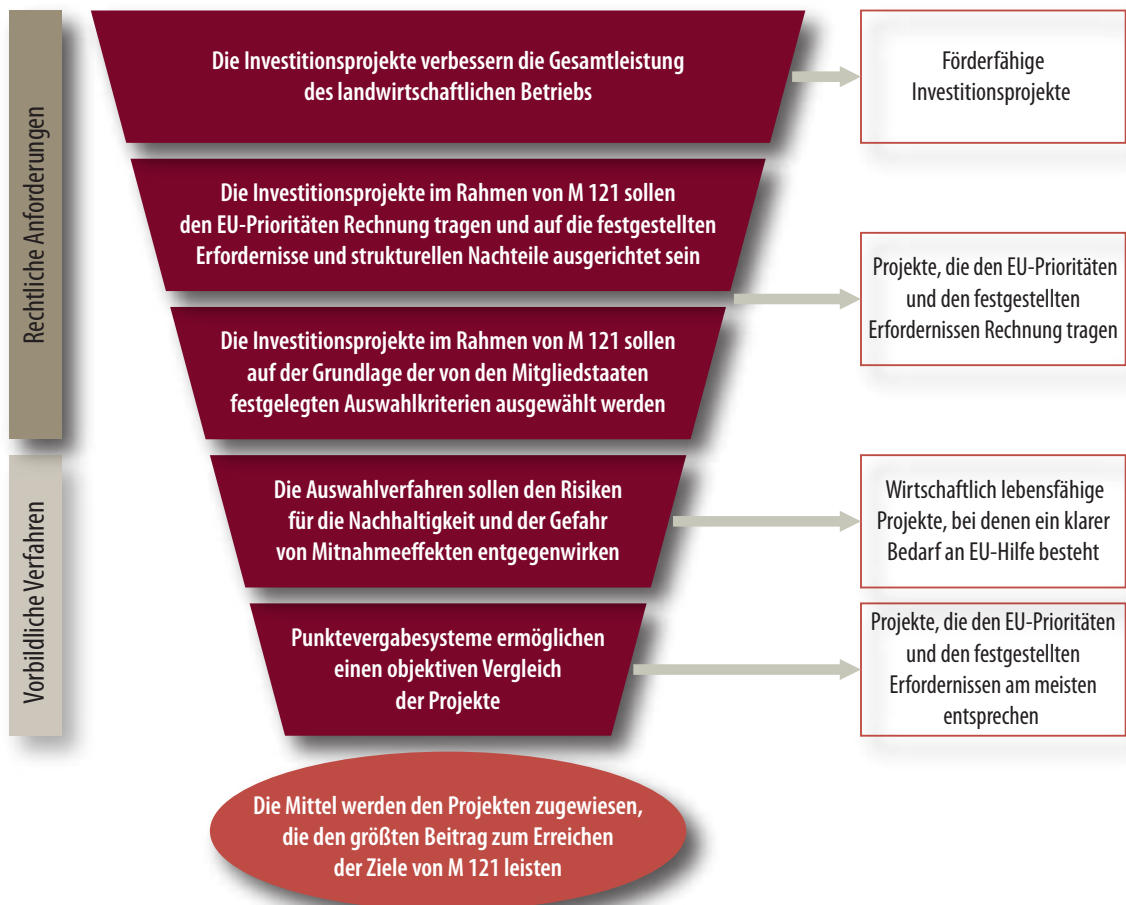 Rechtliche Anforderungen
Die Investitionsprojekte verbessern die Gesamtleistung
des landwirtschaftlichen Betriebs
Förderfähige
Investitionsprojekte
Die Investitionsprojekte im Rahmen von M 121 sollen
den EU-Prioritäten Rechnung tragen und auf die festgestellten
Erfordernisse und strukturellen Nachteile ausgerichtet sein
Projekte, die den EU-Prioritäten
und den festgestellten
Erfordernissen Rechnung tragen
Die Investitionsprojekte im Rahmen von M 121 sollen
auf der Grundlage der von den Mitgliedstaaten
festgelegten Auswahlkriterien ausgewählt werden
Vorbildliche Verfahren
Die Auswahlverfahren sollen den Risiken
für die Nachhaltigkeit und der Gefahr
von Mitnahmeeffekten entgegenwirken
Wirtschaftlich lebensfähige
Projekte, bei denen ein klarer
Bedarf an EU-Hilfe besteht
Punktevergabesysteme ermöglichen
einen objektiven Vergleich
der Projekte
Projekte, die den EU-Prioritäten
und den festgestellten
Erfordernissen am meisten
entsprechen
Die Mittel werden den Projekten zugewiesen,
die den größten Beitrag zum Erreichen
der Ziele von M 121 leisten